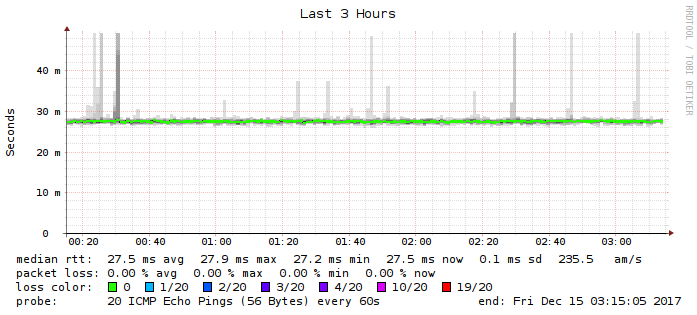 Last 3 Hours
RRDTOOL / TOBI OETIKER
Seconds
40 m
30 m
20 m
10 m
0
00:20 00:40 01:00 01:20 01:40 02:00 02:20 02:40 03:00
median rtt: 27.5 ms avg 27.9 ms max 27.2 ms min 27.5 ms now 0.1 ms sd 235.5 am/s
packet loss: 0.00 % avg 0.00 % max 0.00 % min 0.00 % now
loss color: 0 1/20 2/20 3/20 4/20 10/20 19/20
probe: 20 ICMP Echo Pings (56 Bytes) every 60s end: Fri Dec 15 03:15:05 2017